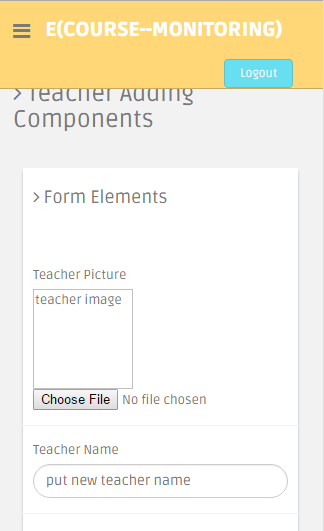 E(COURSE--MONITORING)
Logout
> Teacher Adding
Components
> Form Elements
Teacher Picture
teacher image
Choose File No file chosen
Teacher Name
put new teacher name